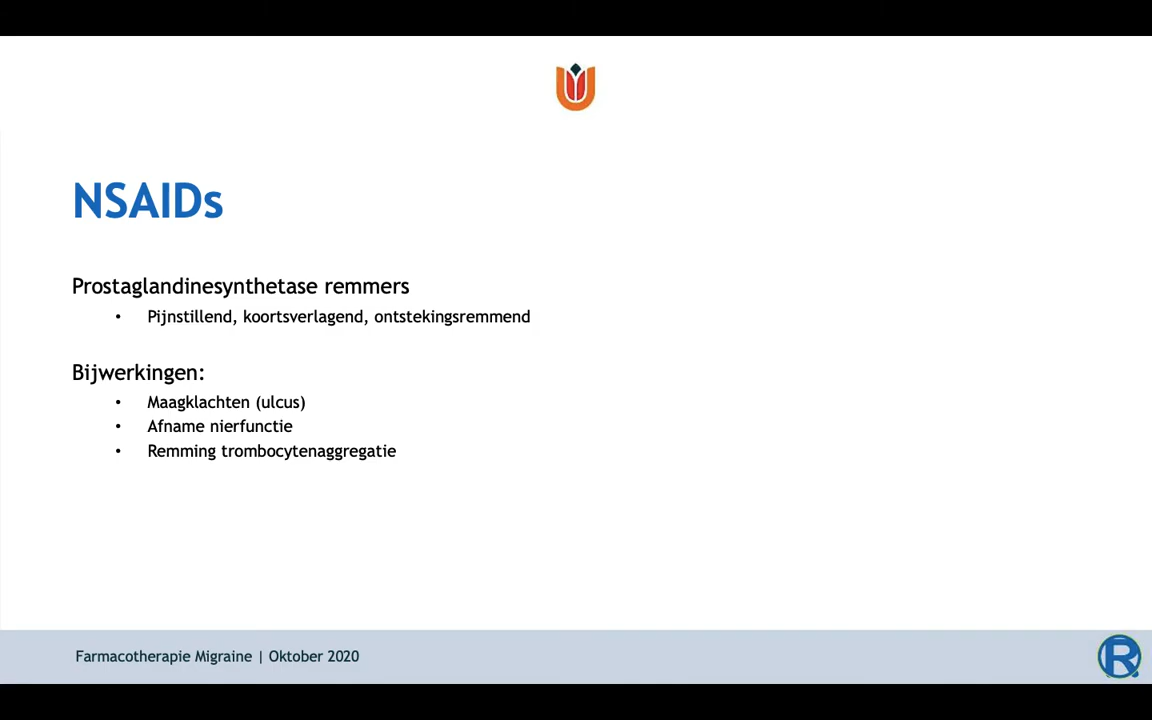 NSAIDs
Prostaglandinesynthetase remmers
• Pijnstillend, koortsverlagend, ontstekingsremmend
Bijwerkingen:
• Maagklachten (ulcus)
• Afname nierfunctie
• Remming trombocytenaggregatie
Farmacotherapie Migraine | Oktober 2020
R